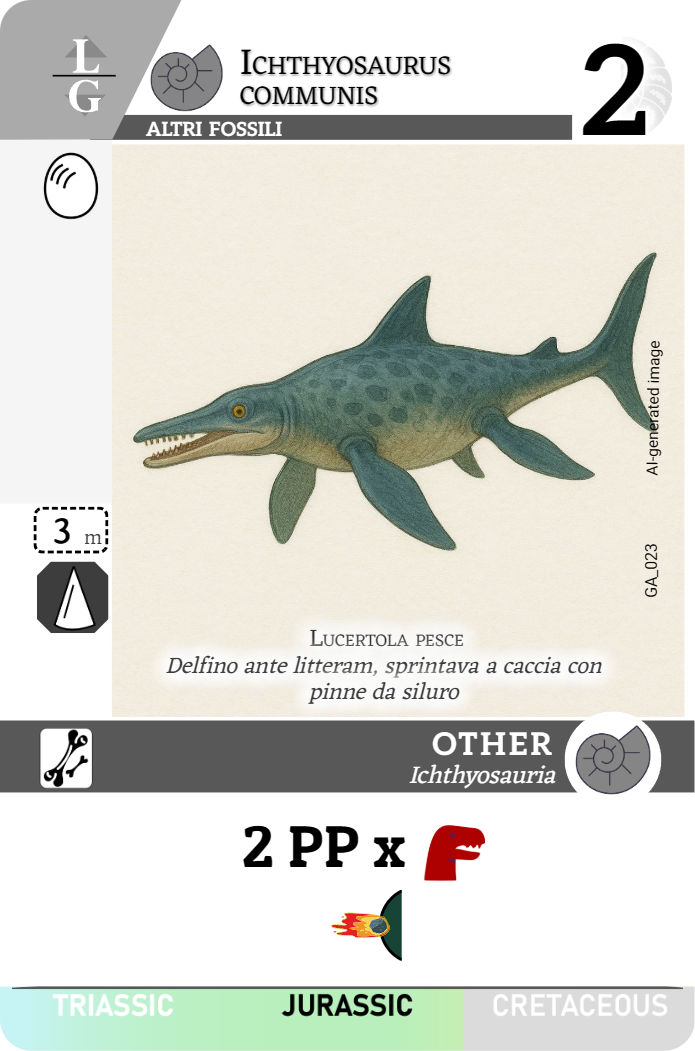 L
G
Ichthyosaurus
communis
2
ALTRI FOSSILI
AI-generated image
3 m
GA_023
Lucertola pesce
Delfino ante litteram, sprintava a caccia con
pinne da siluro
OTHER
Ichthyosauria
2 PP x
TRIASSIC JURASSIC CRETACEOUS